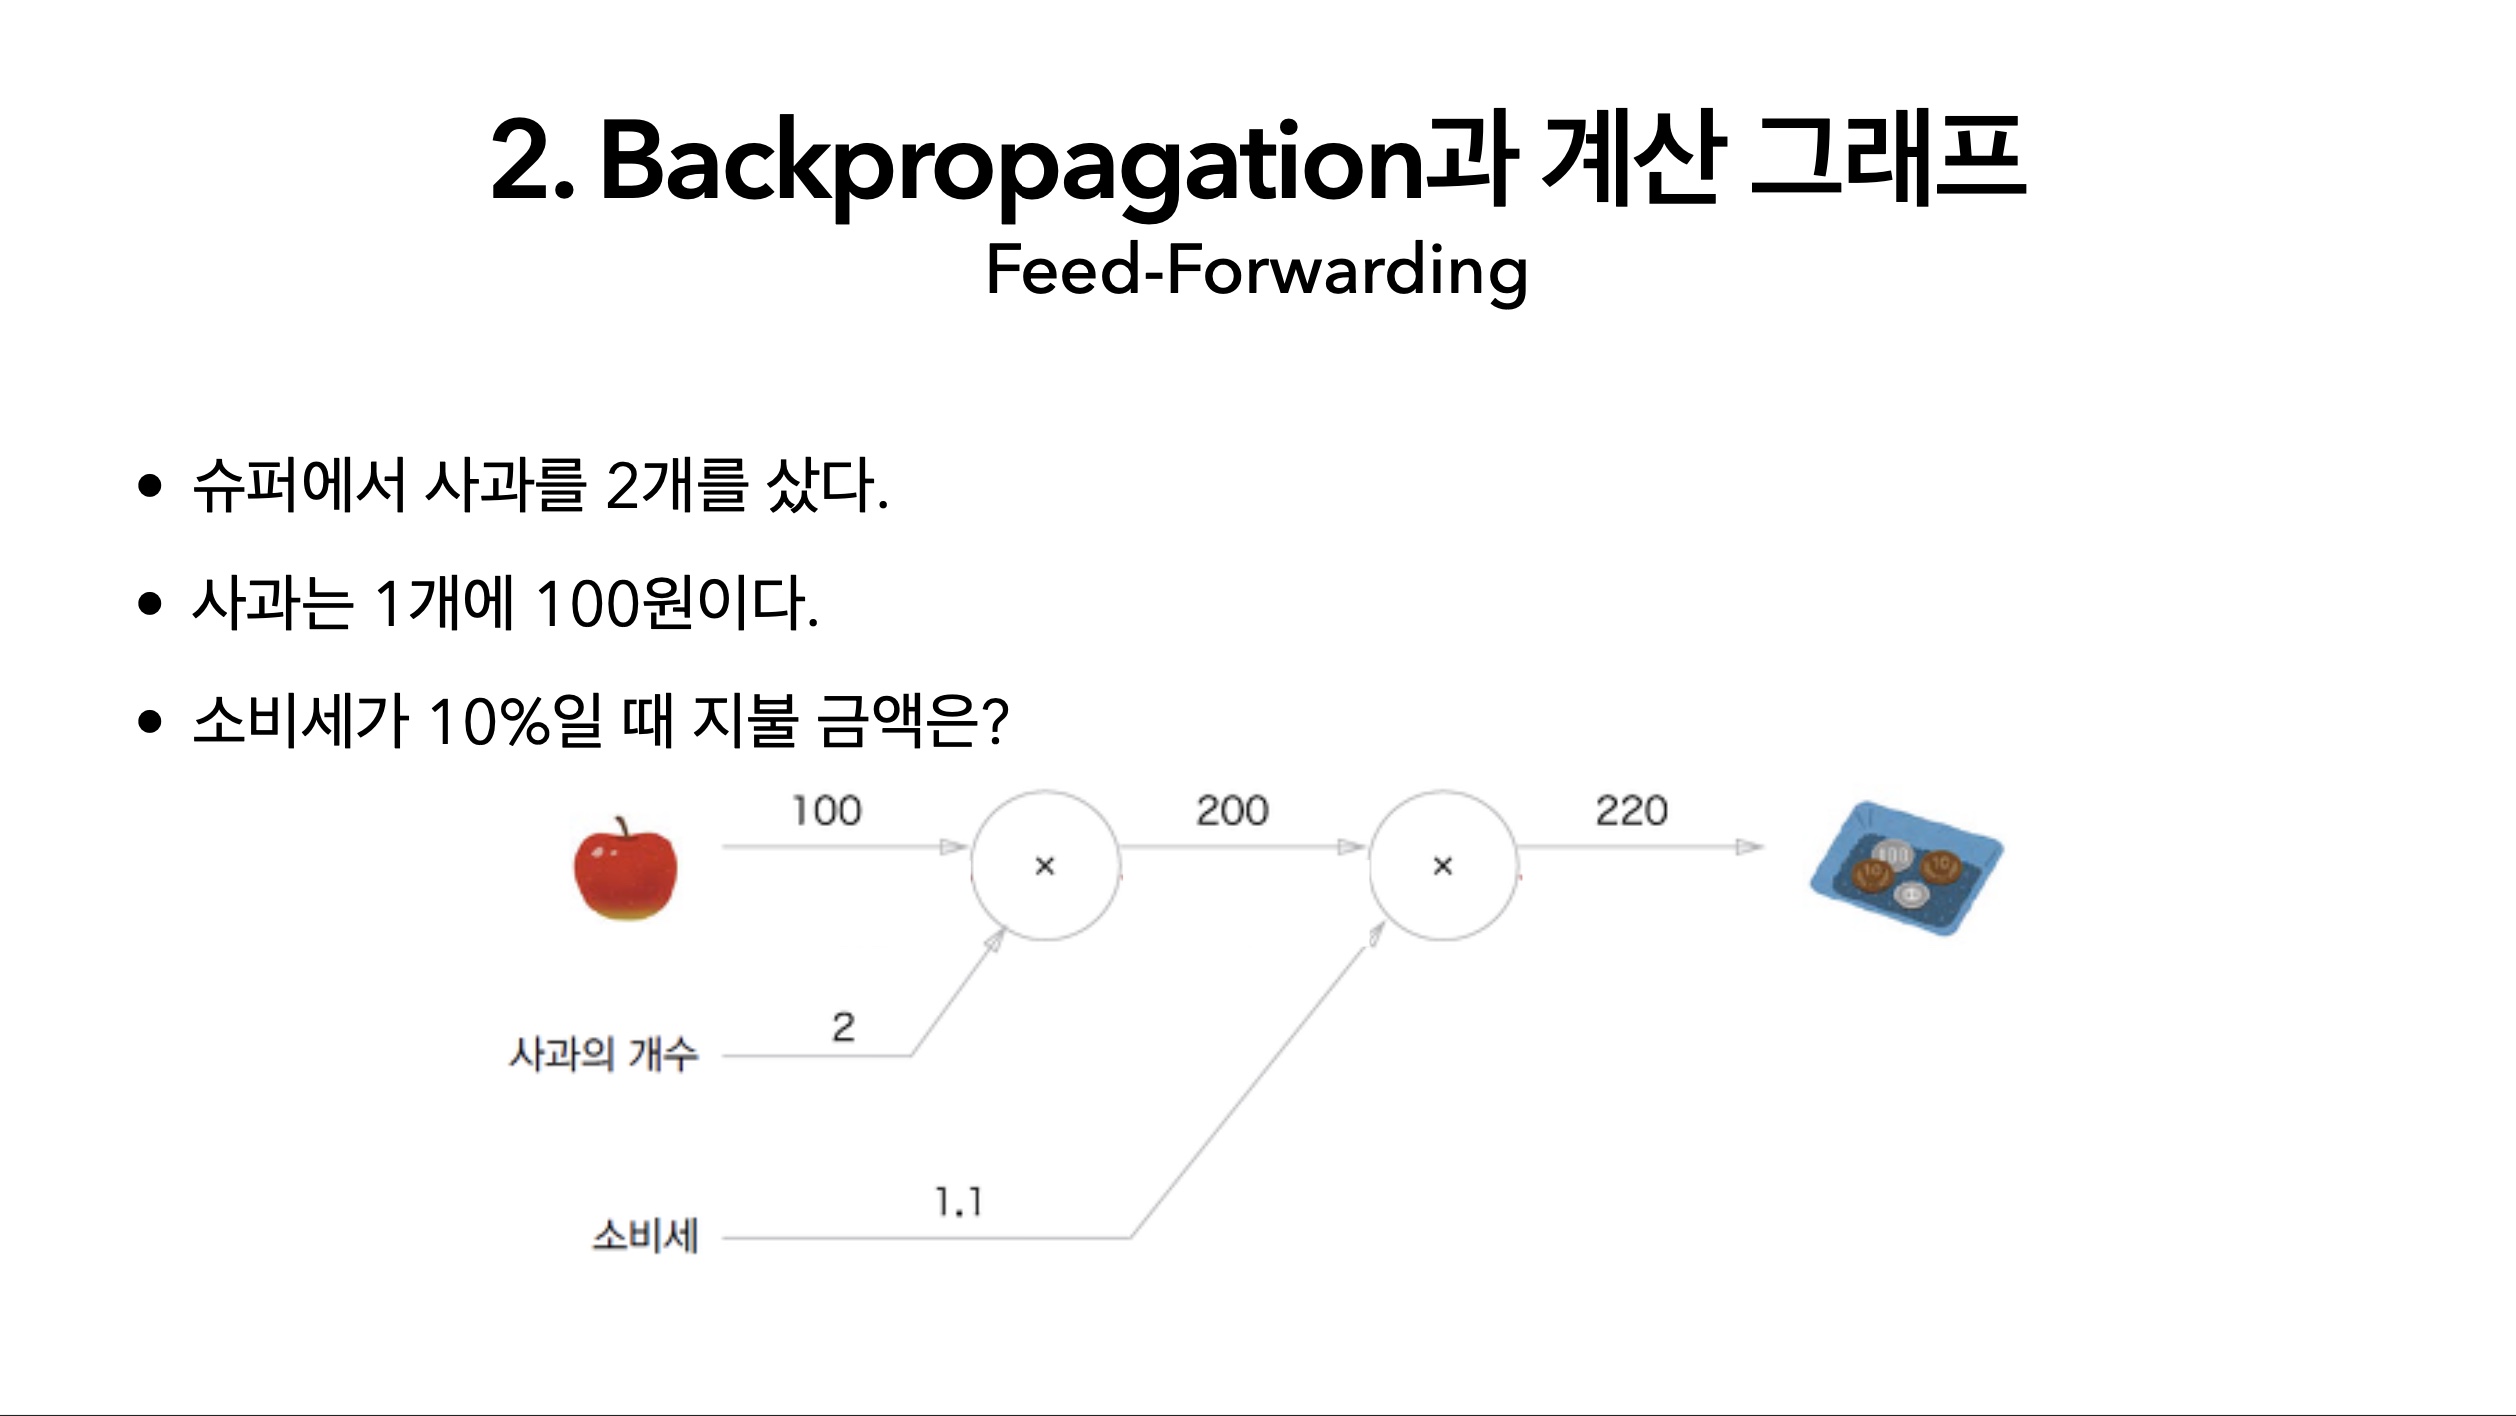 2. Backpropagation과 계산 그래프
Feed-Forwarding
• 슈퍼에서 사과를 2개를 샀다.
• 사과는 1개에 100원이다.
• 소비세가 10%일 때 지불 금액은?
100
200
220
×
×
100
10
10
사과의 개수
2
소비세
1.1